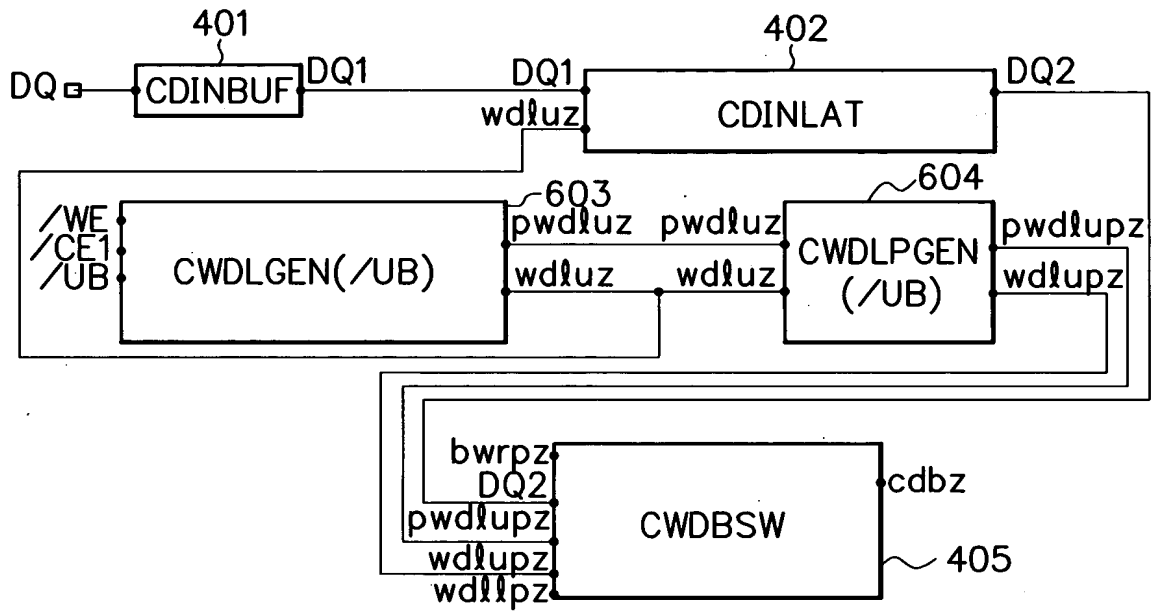 401
402
DQ
CDINBUF
DQ1
DQ1
CDINLAT
DQ2
wdluz
603
604
/WE
/CE1
/UB
CWDLGEN(/UB)
pwdluz
pwdluz
CWDLPGEN
(/UB)
pwdlupz
wdluz
wdluz
wdlupz
bwrpz
DQ2
pwdlupz
wdlupz
wdllpz
CWDBSW
cdbz
405